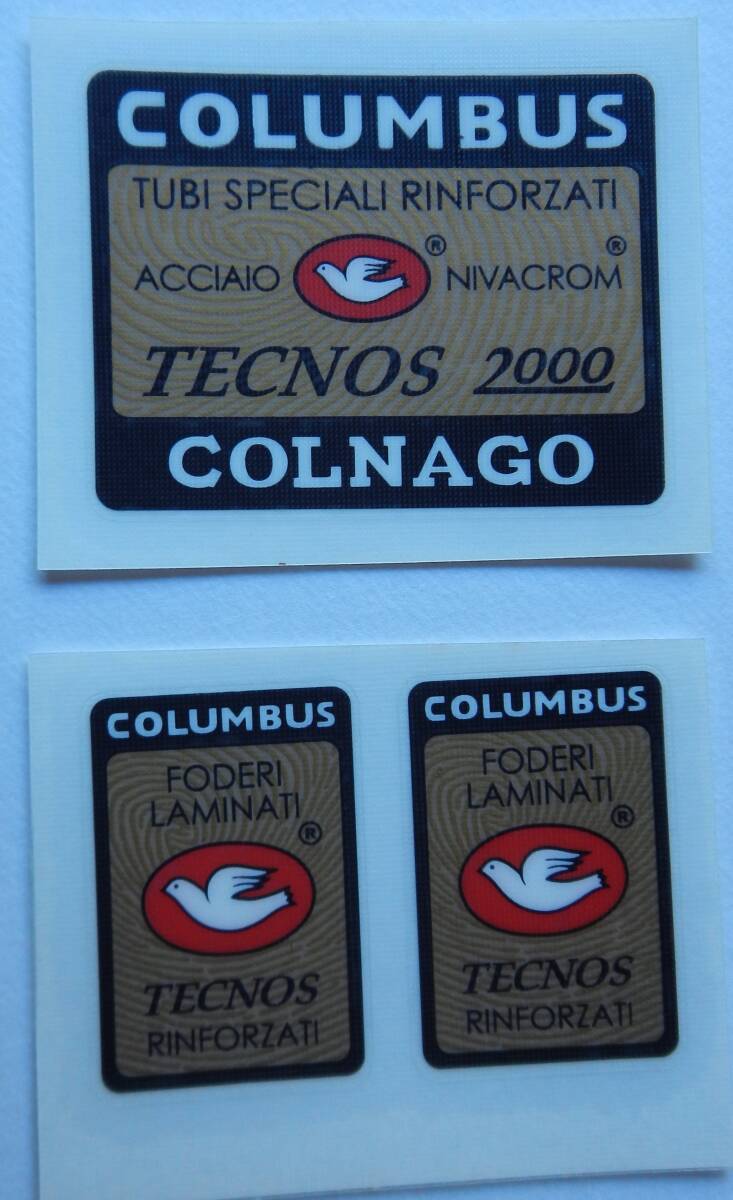 COLUMBUS
TUBI SPECIALI RINFORZATI
ACCIAIO ® NIVACROM®
TECNOS 2000
COLNAGO
COLUMBUS
FODERI
LAMINATI
®
TECNOS
RINFORZATI
COLUMBUS
FODERI
LAMINATI
®
TECNOS
RINFORZATI